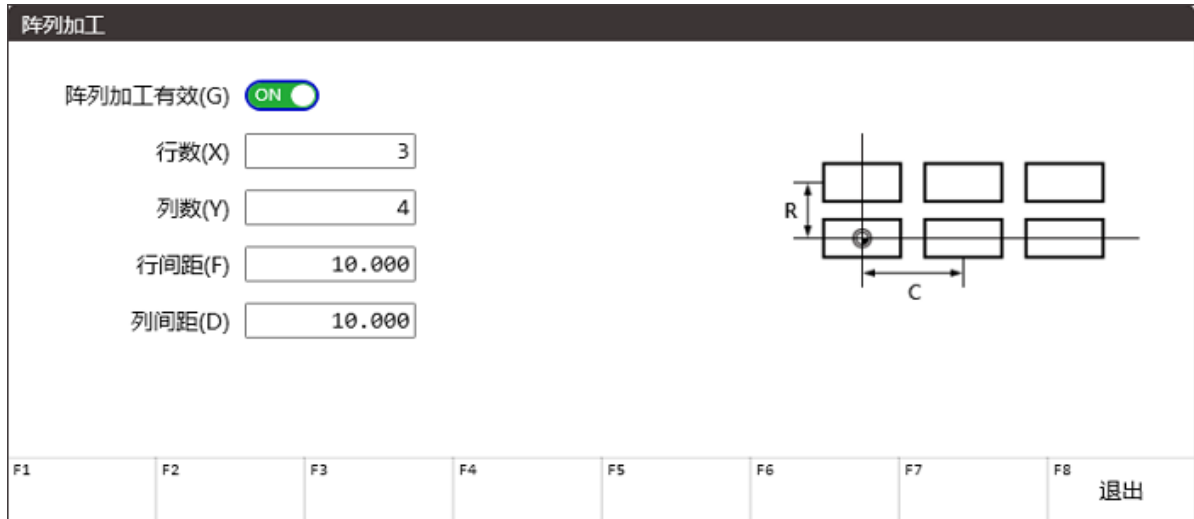 阵列加工
阵列加工有效(G) ON
行数(X) 3
列数(Y) 4
行间距(F) 10.000
列间距(D) 10.000
R
C
F1 F2 F3 F4 F5 F6 F7 F8
退出